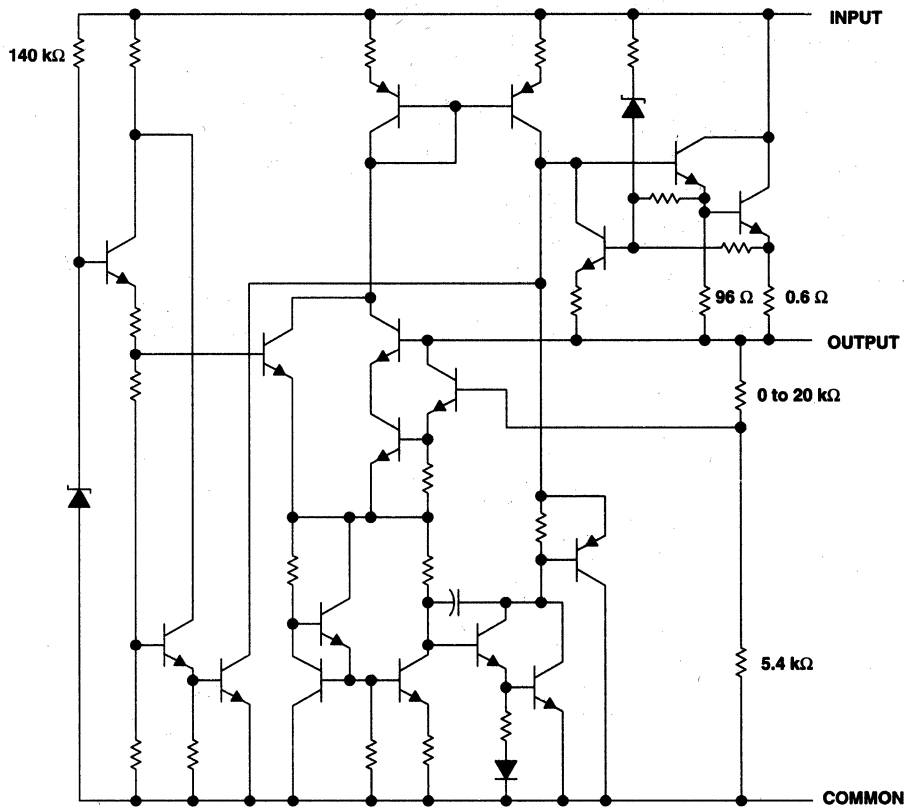 INPUT
140 kΩ
96 Ω
0.6 Ω
OUTPUT
0 to 20 kΩ
5.4 kΩ
COMMON